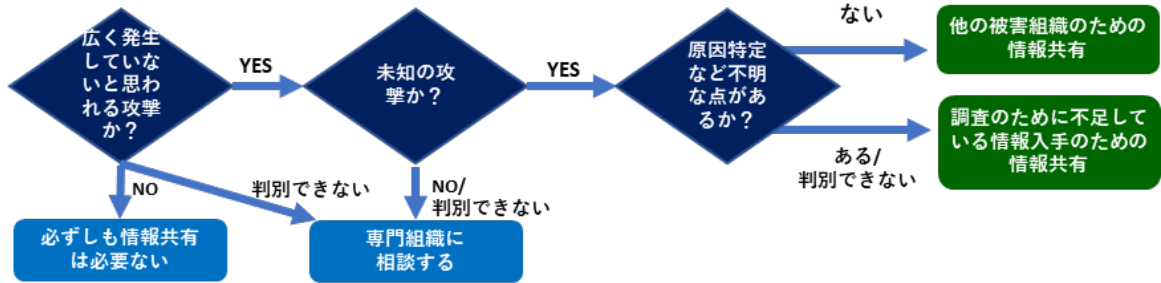 広く発生
していな
いと思わ
れる攻撃
か？
YES
未知の攻
撃か？
YES
原因特定
など不明
な点があ
るか？
ない
他の被害組織のための
情報共有
ある/
判別できない
調査のために不足して
いる情報入手のための
情報共有
NO
判別できない
NO/
判別できない
必ずしも情報共有
は必要ない
専門組織に
相談する